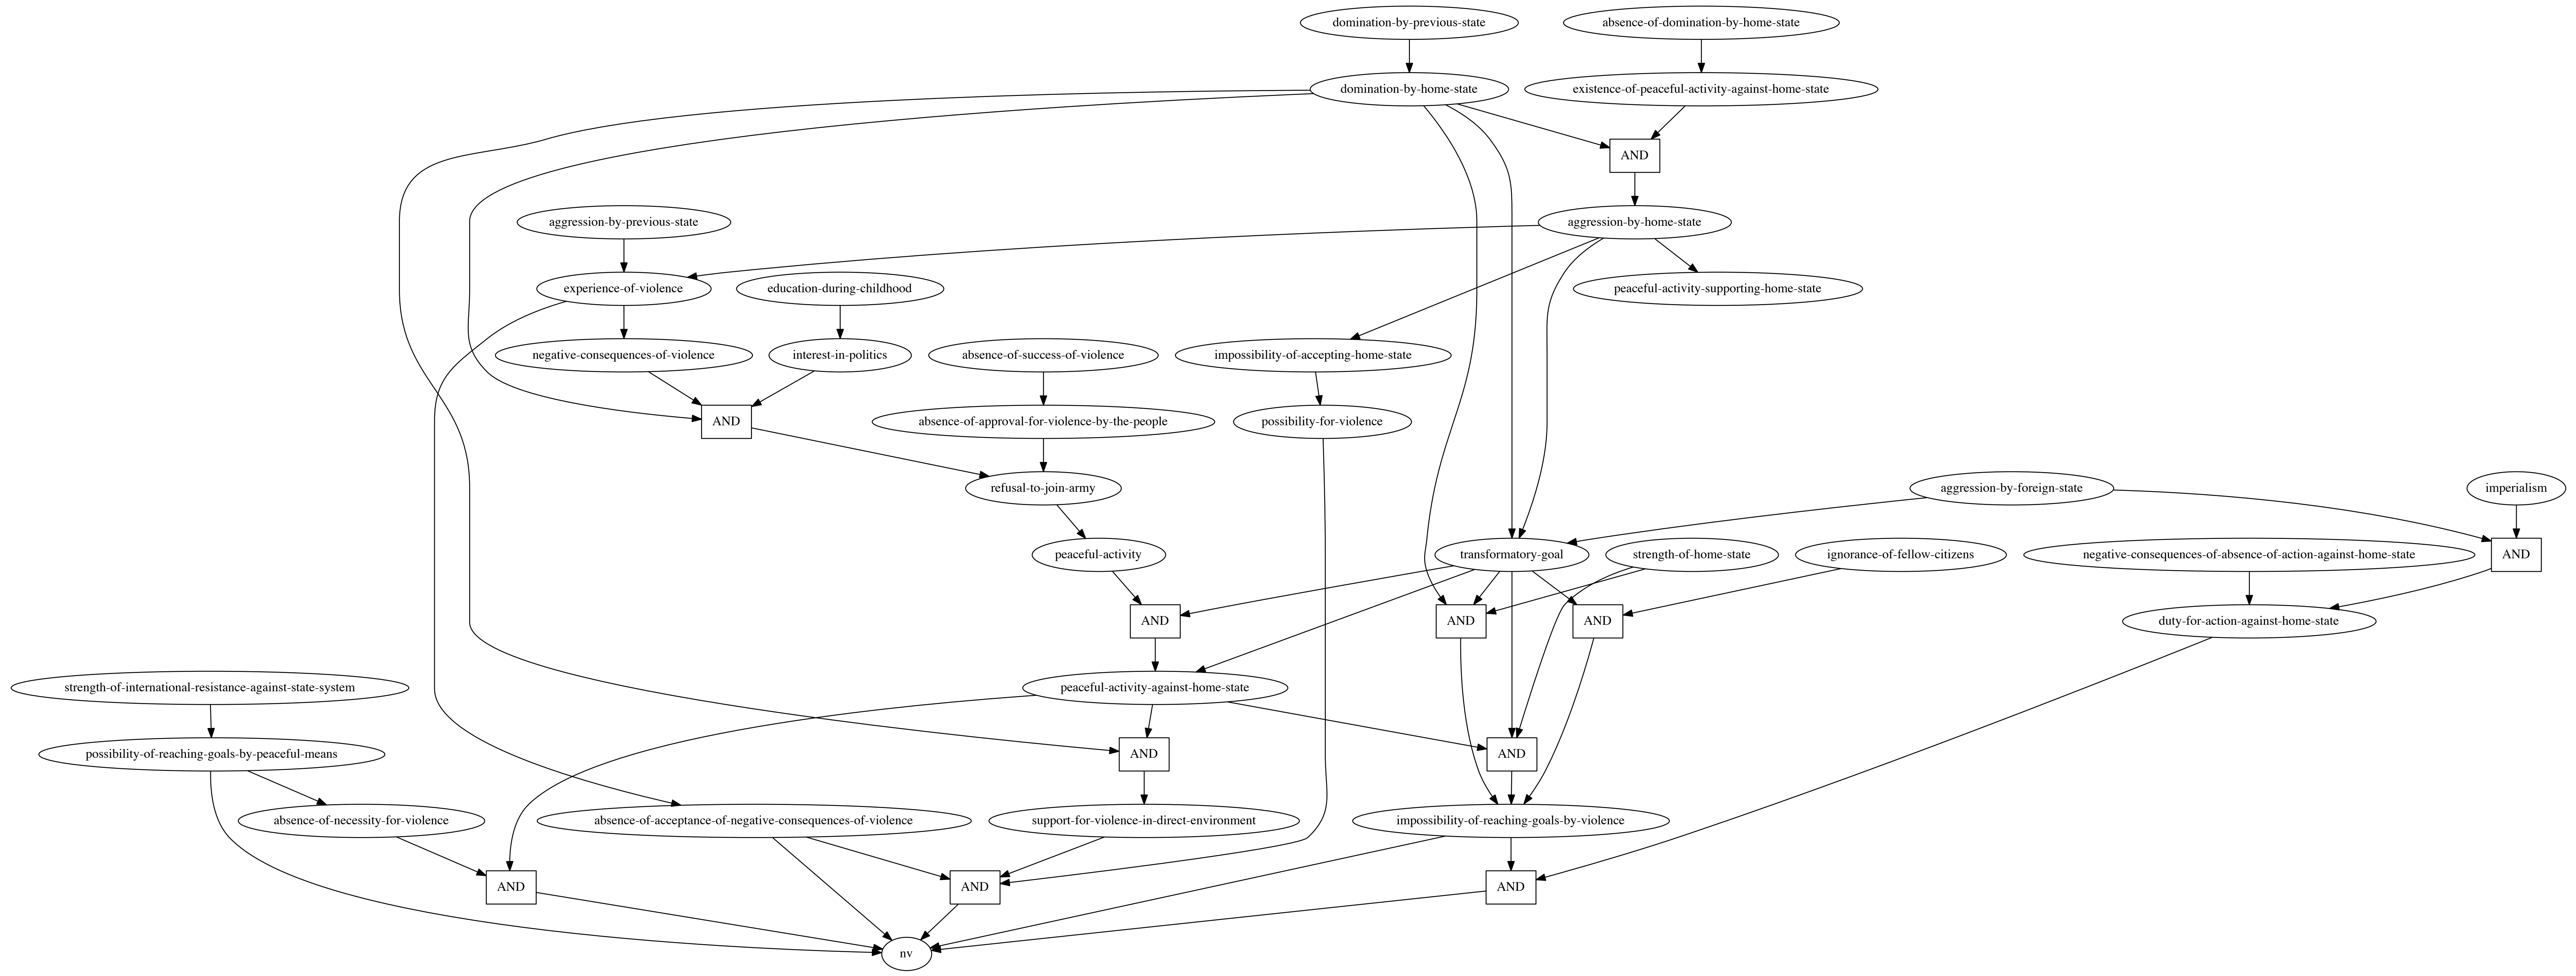 domination-by-previous-state
absence-of-domination-by-home-state
domination-by-home-state
existence-of-peaceful-activity-against-home-state
AND
aggression-by-previous-state
aggression-by-home-state
experience-of-violence
education-during-childhood
peaceful-activity-supporting-home-state
negative-consequences-of-violence
interest-in-politics
absence-of-success-of-violence
impossibility-of-accepting-home-state
AND
absence-of-approval-for-violence-by-the-people
possibility-for-violence
refusal-to-join-army
aggression-by-foreign-state
imperialism
peaceful-activity
transformatory-goal
strength-of-home-state
ignorance-of-fellow-citizens
negative-consequences-of-absence-of-action-against-home-state
AND
AND
AND
AND
duty-for-action-against-home-state
strength-of-international-resistance-against-state-system
peaceful-activity-against-home-state
possibility-of-reaching-goals-by-peaceful-means
AND
AND
absence-of-necessity-for-violence
absence-of-acceptance-of-negative-consequences-of-violence
support-for-violence-in-direct-environment
impossibility-of-reaching-goals-by-violence
AND
AND
AND
nv